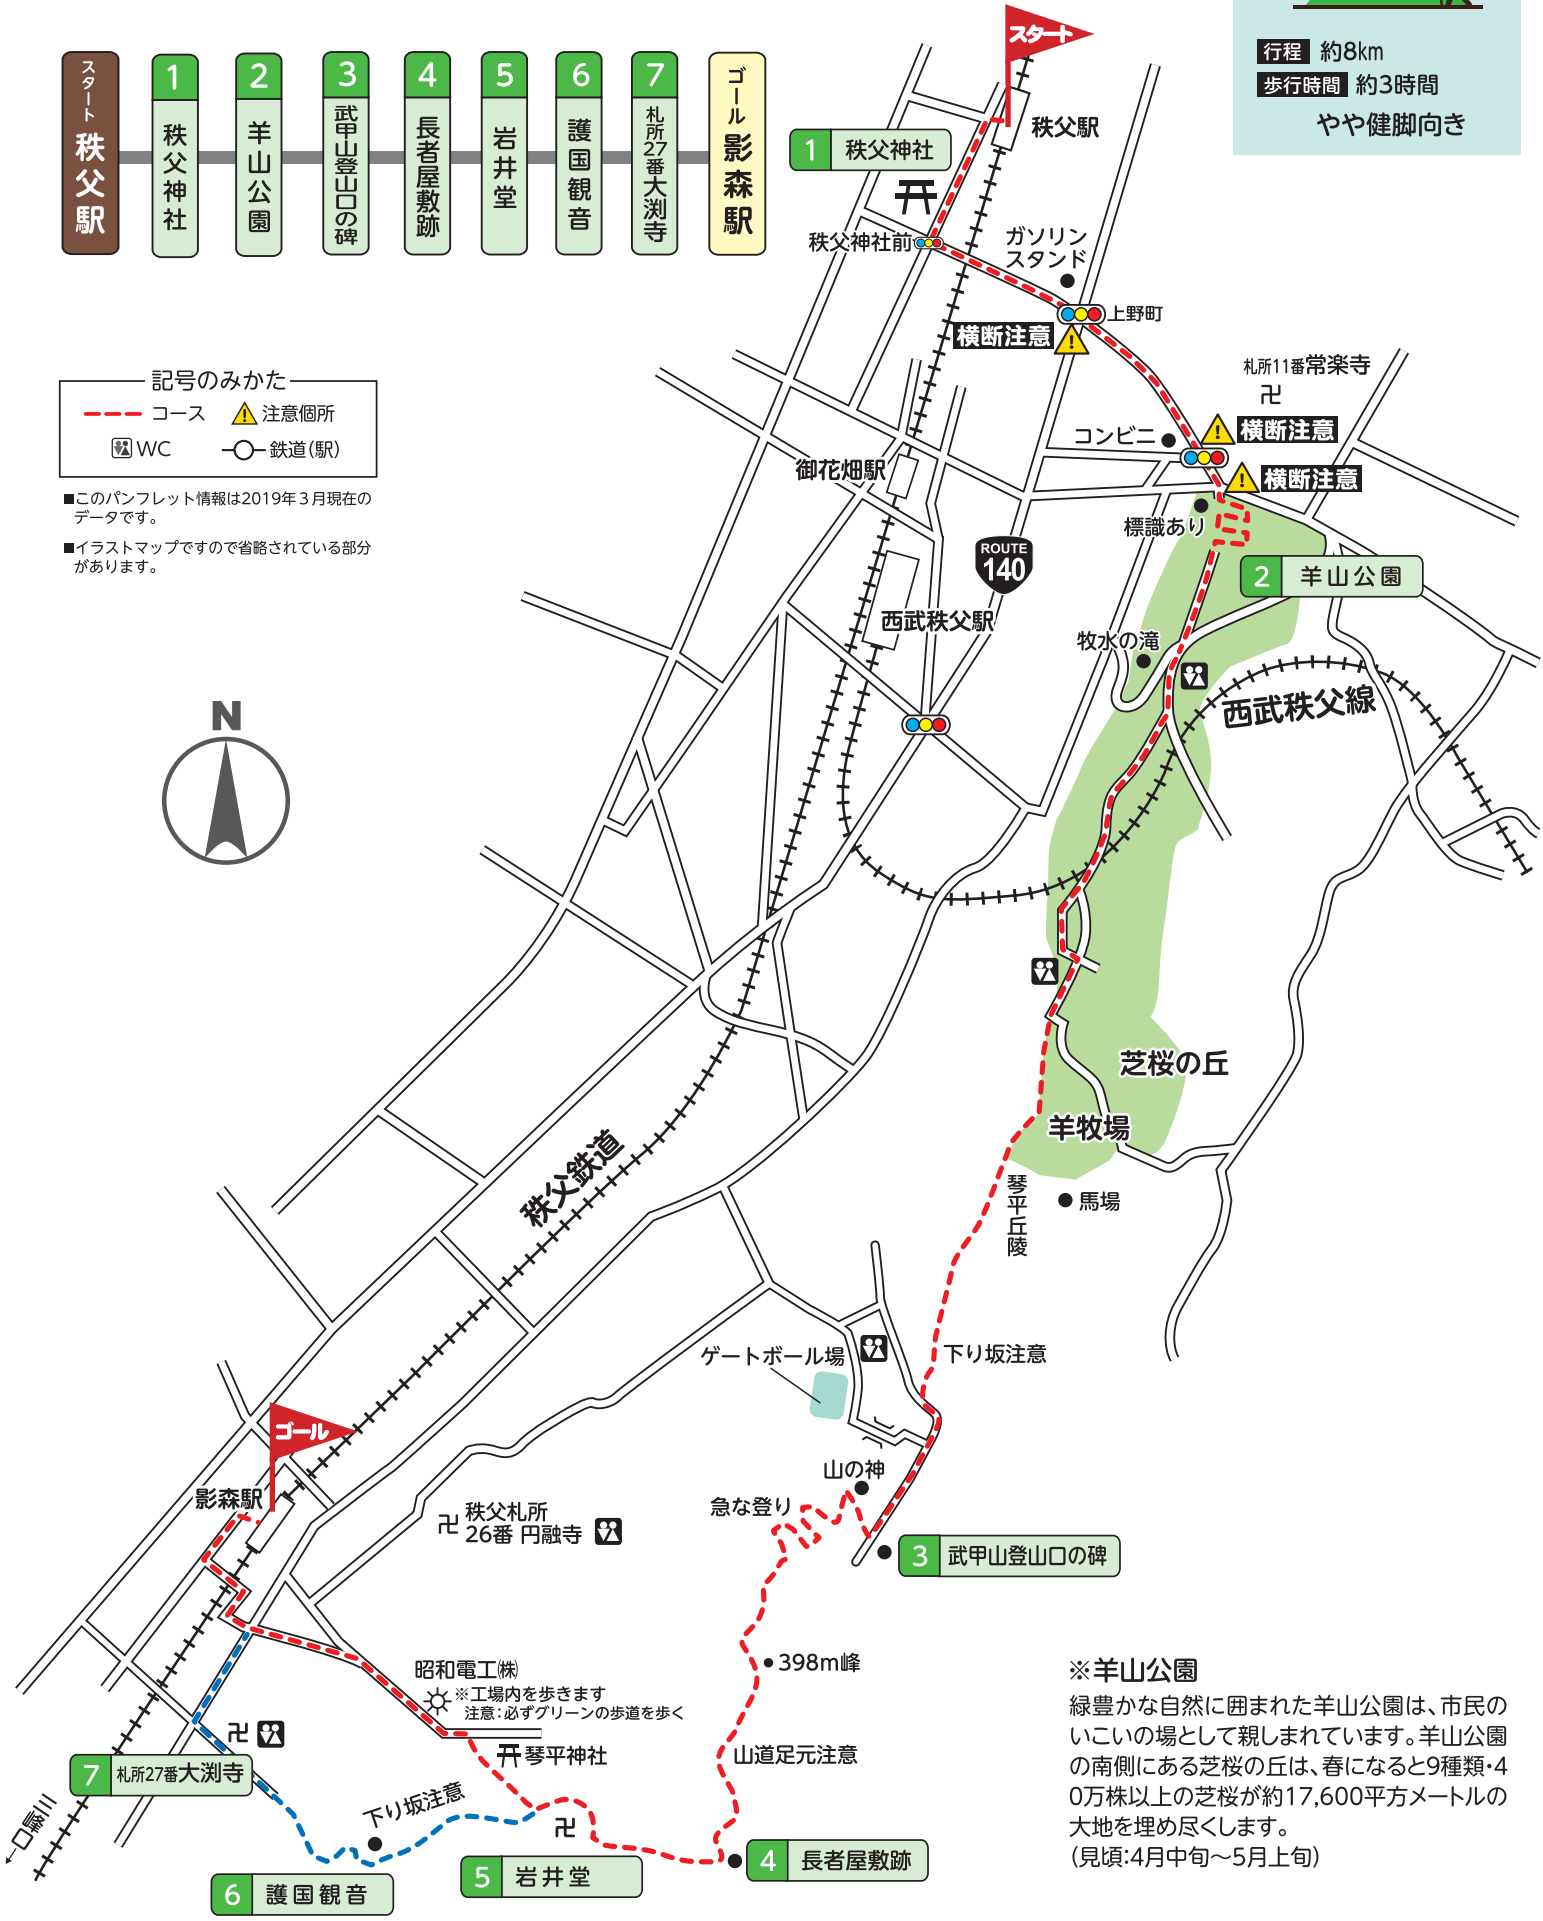 スタート 秩父駅
1 秩父神社
2 羊山公園
3 武甲山登山口の碑
4 長者屋敷跡
5 岩井堂
6 護国観音
7 札所27番大渕寺
ゴール 影森駅
行程 約8km
歩行時間 約3時間
やや健脚向き
記号のみかた
コース
注意個所
WC
鉄道(駅)
■このパンフレット情報は2019年3月現在の
データです。
■イラストマップですので省略されている部分
があります。
N
スタート
秩父駅
1 秩父神社
秩父神社前
ガソリン
スタンド
上野町
横断注意
札所11番常楽寺
卍
コンビニ
横断注意
横断注意
標識あり
御花畑駅
ROUTE
140
2 羊山公園
西武秩父駅
牧水の滝
西武秩父線
芝桜の丘
羊牧場
秩父鉄道
琴平丘陵
馬場
下り坂注意
ゲートボール場
ゴール
山の神
影森駅
急な登り
卍 秩父札所
26番 円融寺
3 武甲山登山口の碑
398m峰
昭和電工㈱
※工場内を歩きます
注意:必ずグリーンの歩道を歩く
琴平神社
山道足元注意
卍
7 札所27番大渕寺
三峰口駅
下り坂注意
卍
4 長者屋敷跡
5 岩井堂
6 護国観音
※羊山公園
緑豊かな自然に囲まれた羊山公園は、市民の
いこいの場として親しまれています。羊山公園
の南側にある芝桜の丘は、春になると9種類・4
0万株以上の芝桜が約17,600平方メートルの
大地を埋め尽くします。
(見頃:4月中旬～5月上旬)